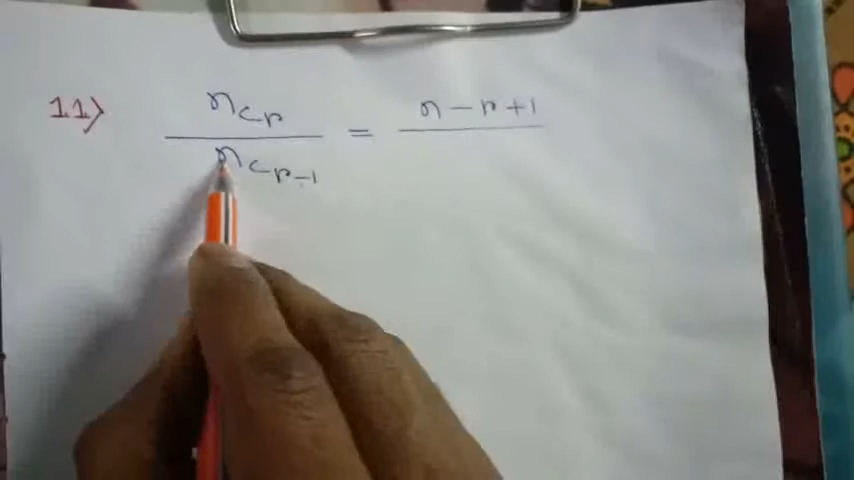 11) nCr / nCr-1 = n-r+1